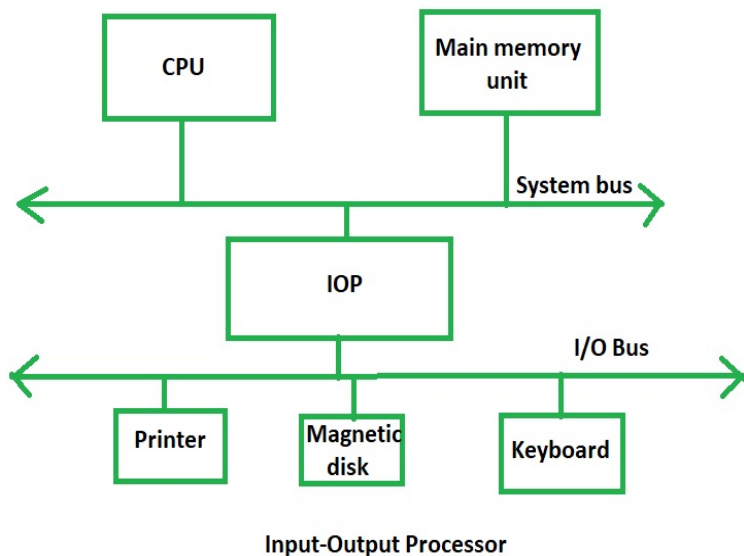 CPU
Main memory
unit
System bus
IOP
I/O Bus
Printer
Magnetic
disk
Keyboard
Input-Output Processor